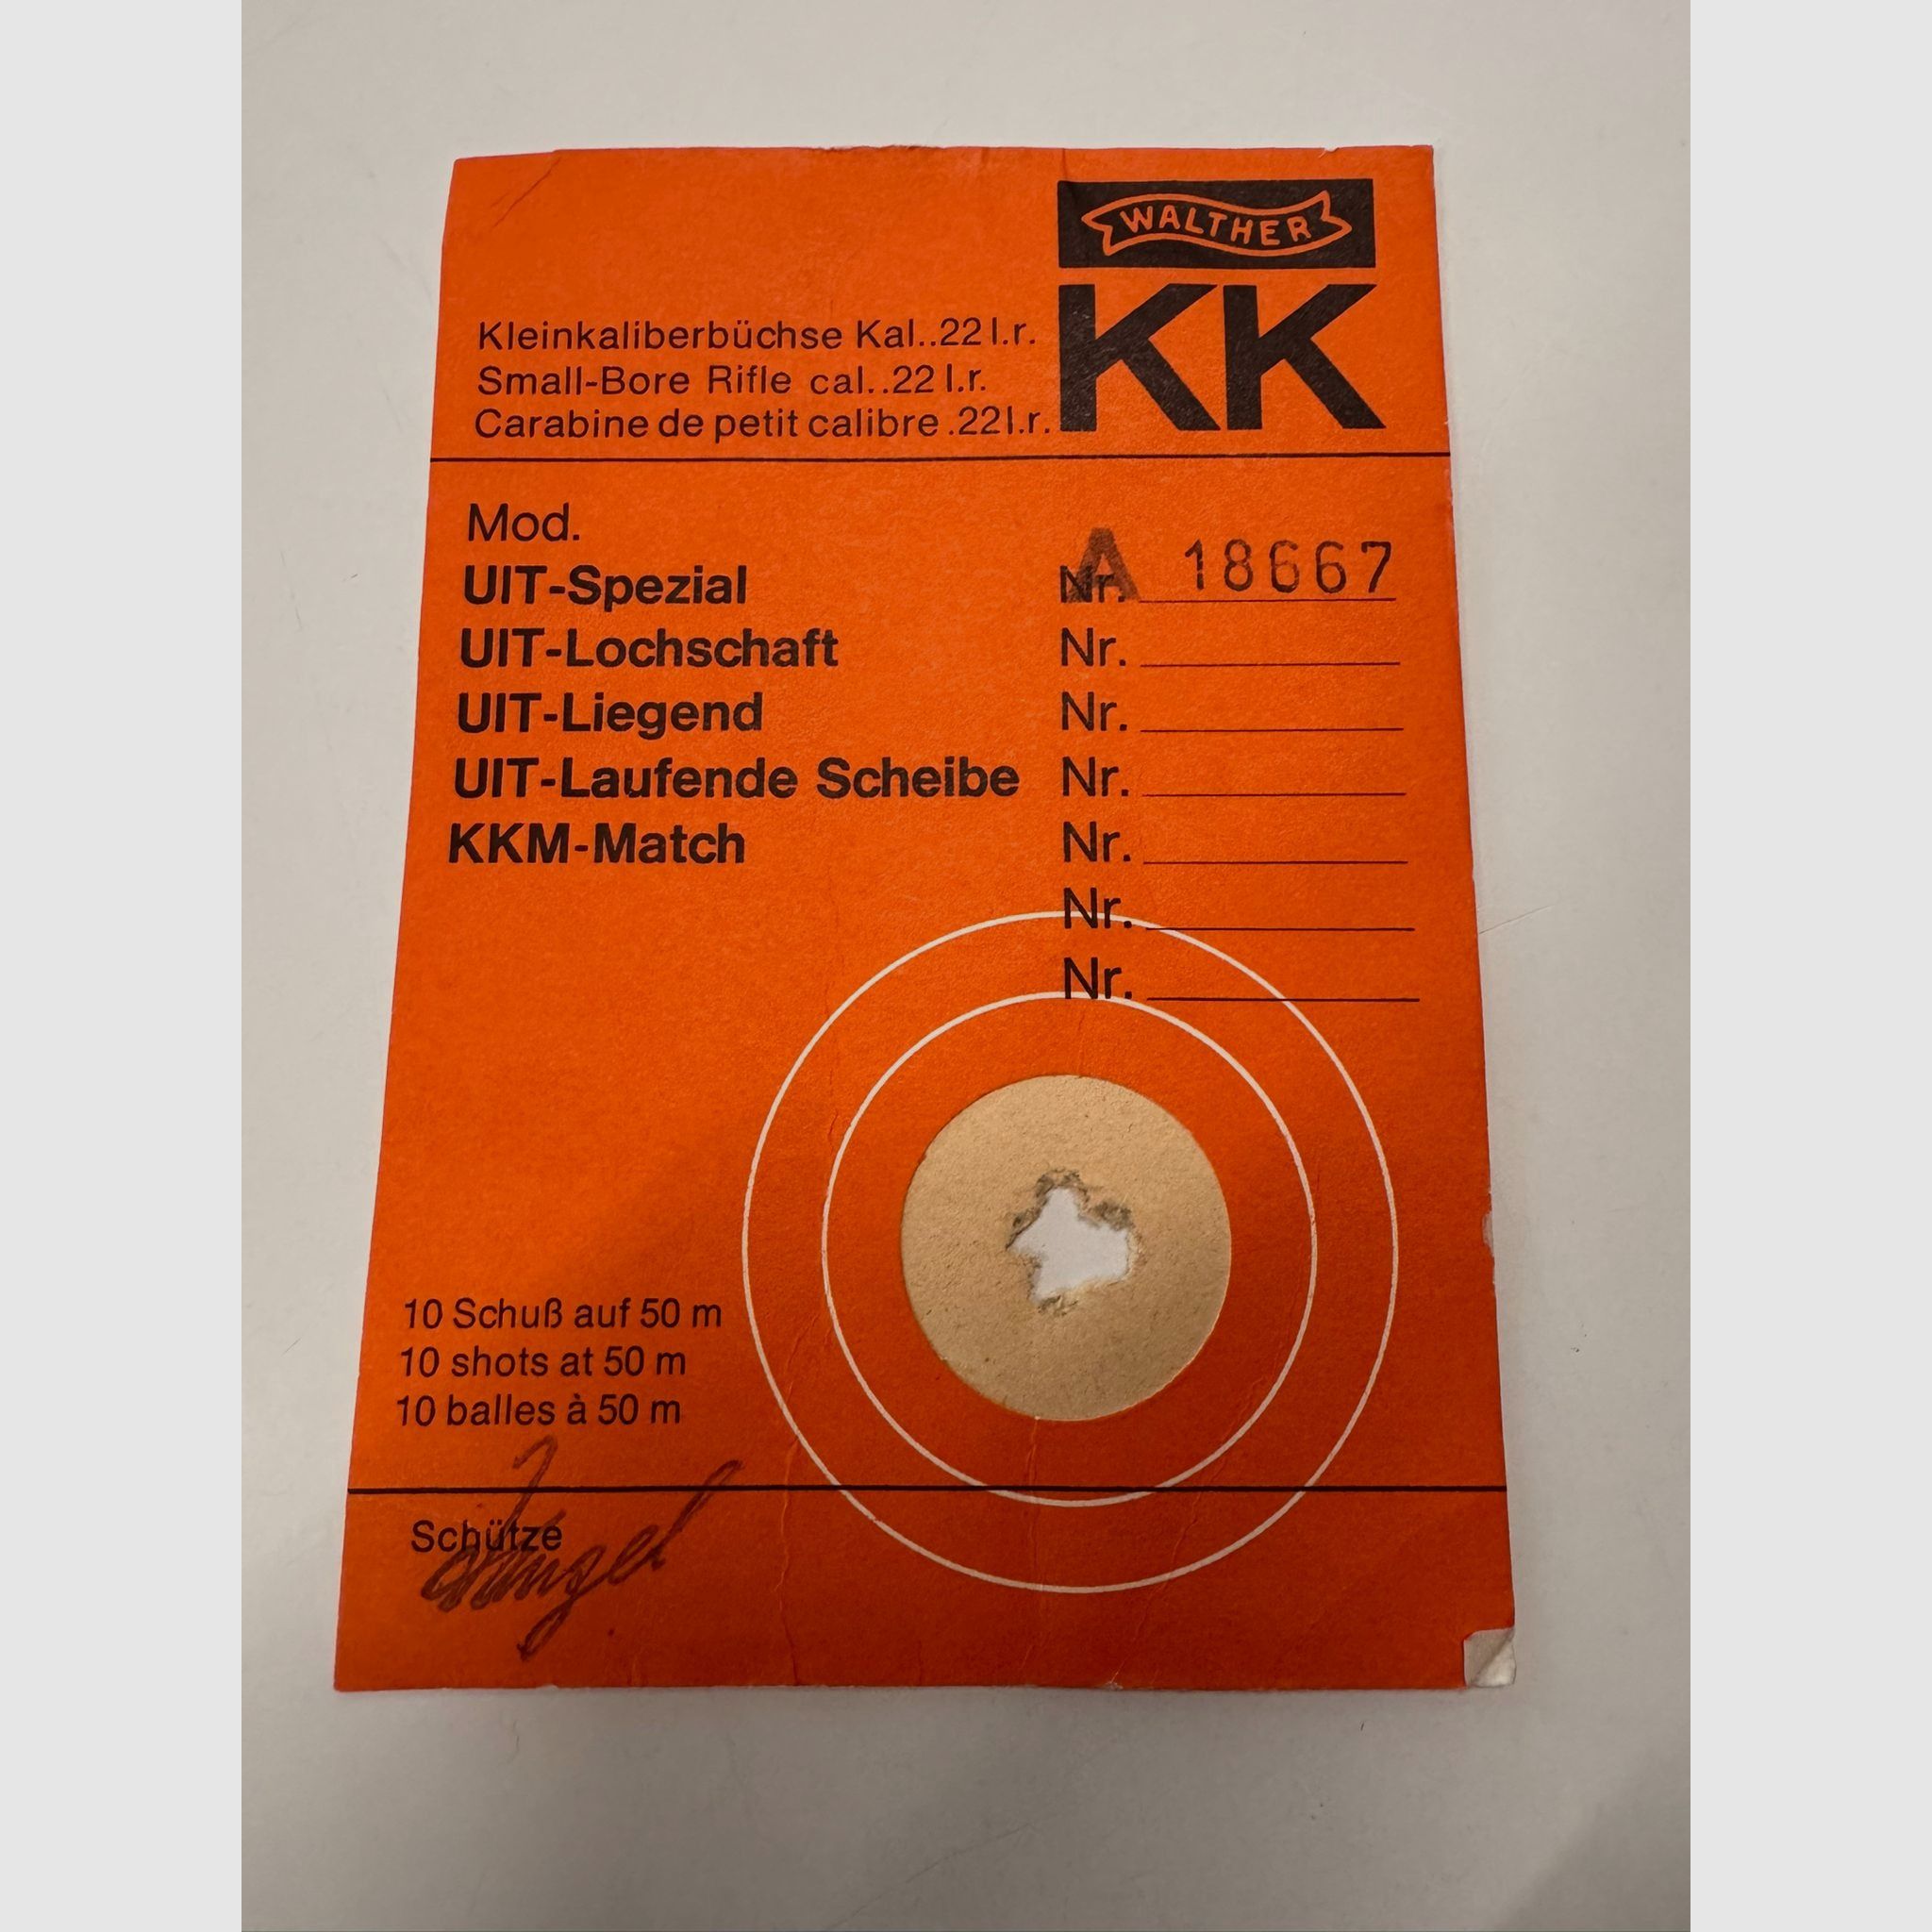 WALTHER
KK
Kleinkaliberbüchse Kal..22 l.r.
Small-Bore Rifle cal..22 l.r.
Carabine de petit calibre .22 l.r.
Mod.
UIT-Spezial Nr. A 18667
UIT-Lochschaft Nr.
UIT-Liegend Nr.
UIT-Laufende Scheibe Nr.
KKM-Match Nr.
Nr.
Nr.
10 Schuß auf 50 m
10 shots at 50 m
10 balles à 50 m
Schütze